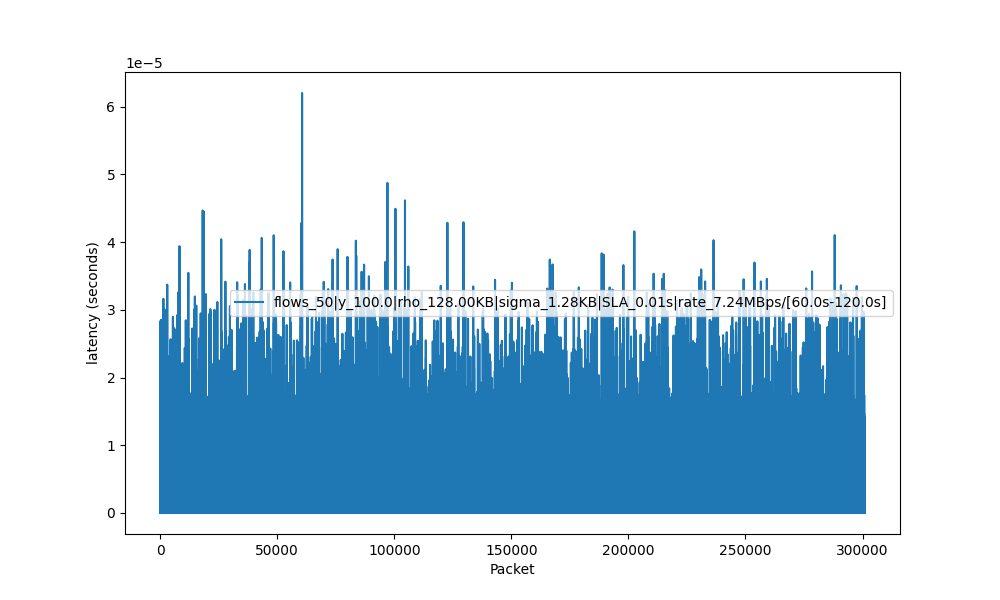 1e−5
6
5
4
3
2
1
0
latency (seconds)
flows_50|y_100.0|rho_128.00KB|sigma_1.28KB|SLA_0.01s|rate_7.24MBps/[60.0s-120.0s]
0 50000 100000 150000 200000 250000 300000
Packet